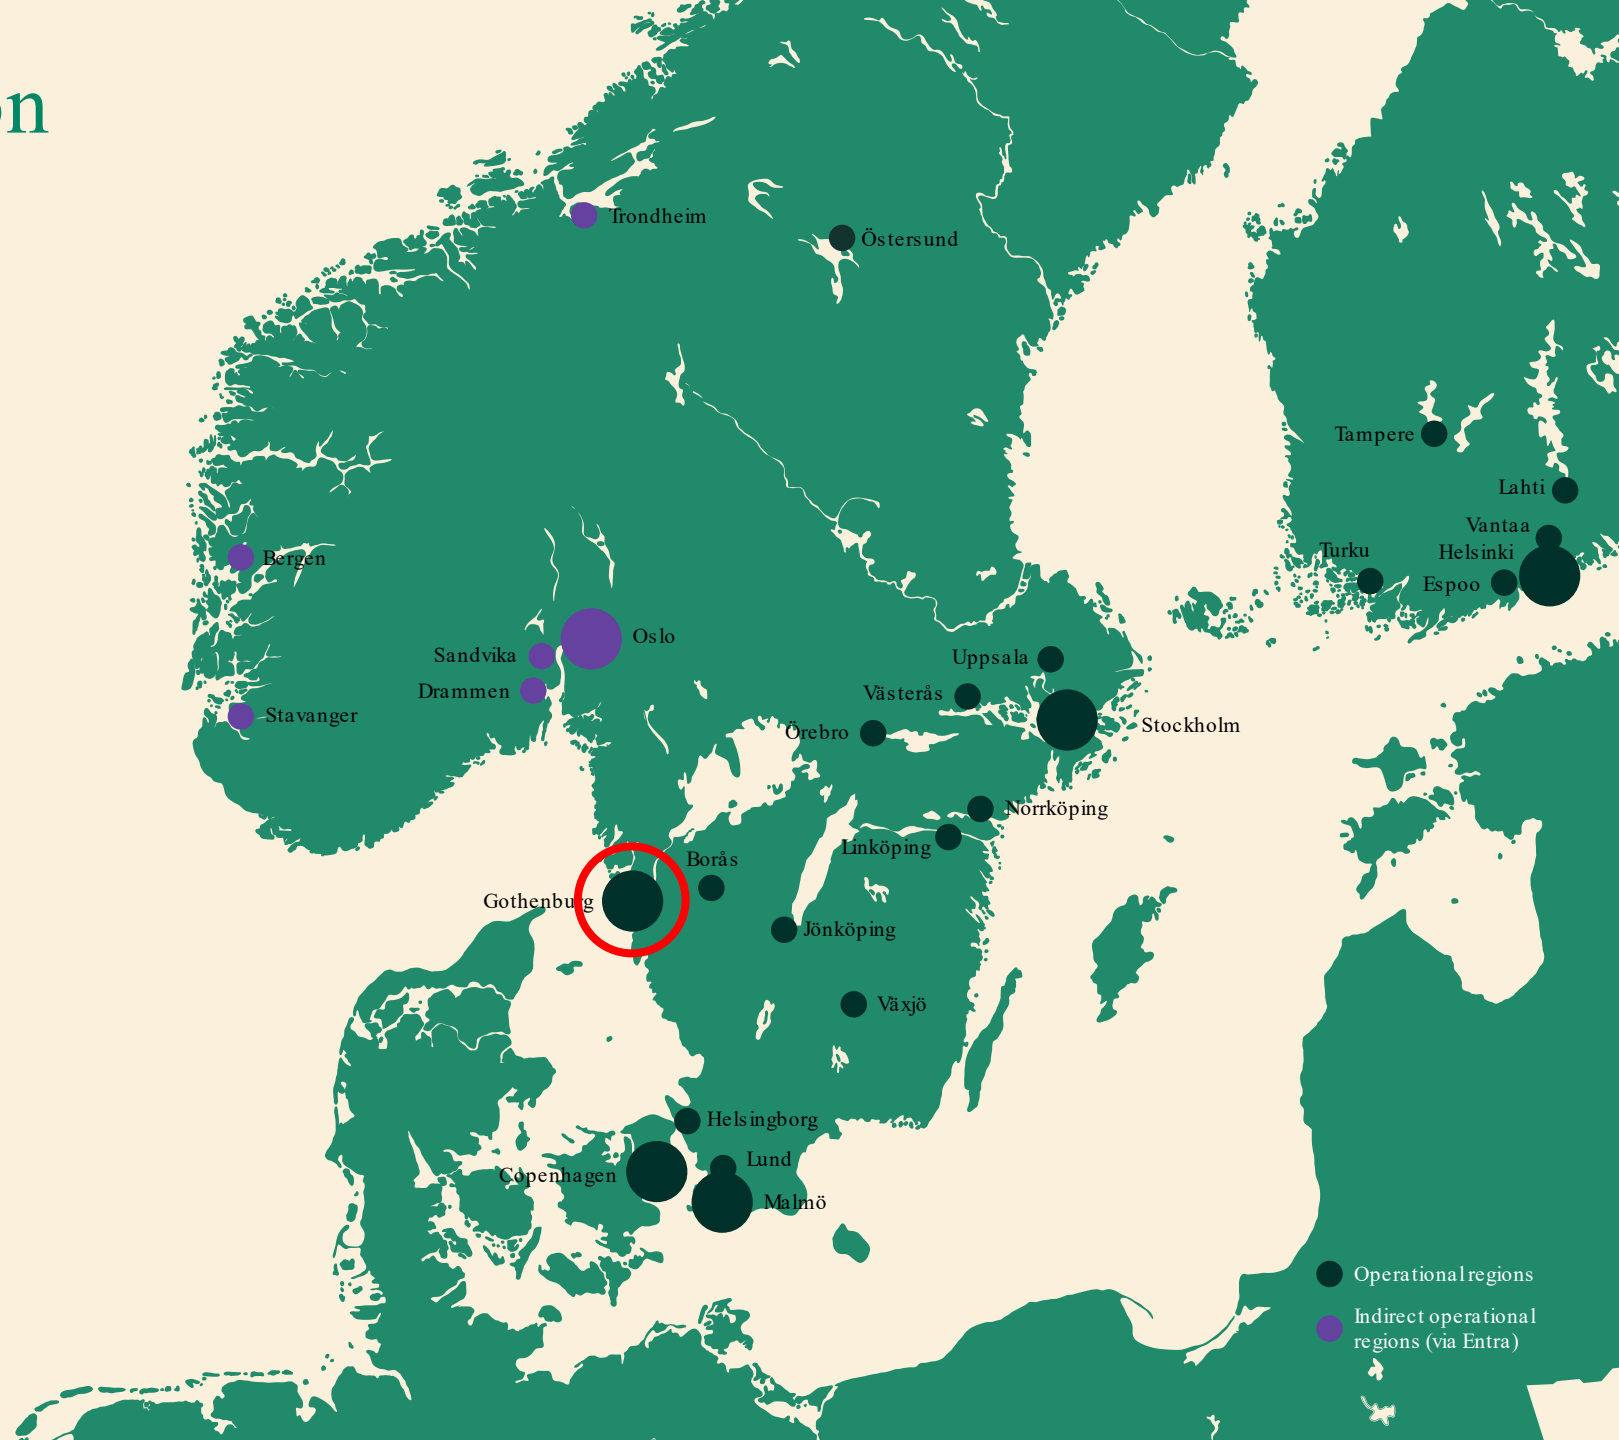 on
Trondheim
Östersund
Tampere
Lahti
Vantaa
Turku
Helsinki
Espoo
Bergen
Oslo
Sandvika
Uppsala
Drammen
Västerås
Stavanger
Stockholm
Örebro
Norrköping
Linköping
Borås
Gothenburg
Jönköping
Växjö
Helsingborg
Lund
Copenhagen
Malmö
Operational regions
Indirect operational
regions (via Entra)